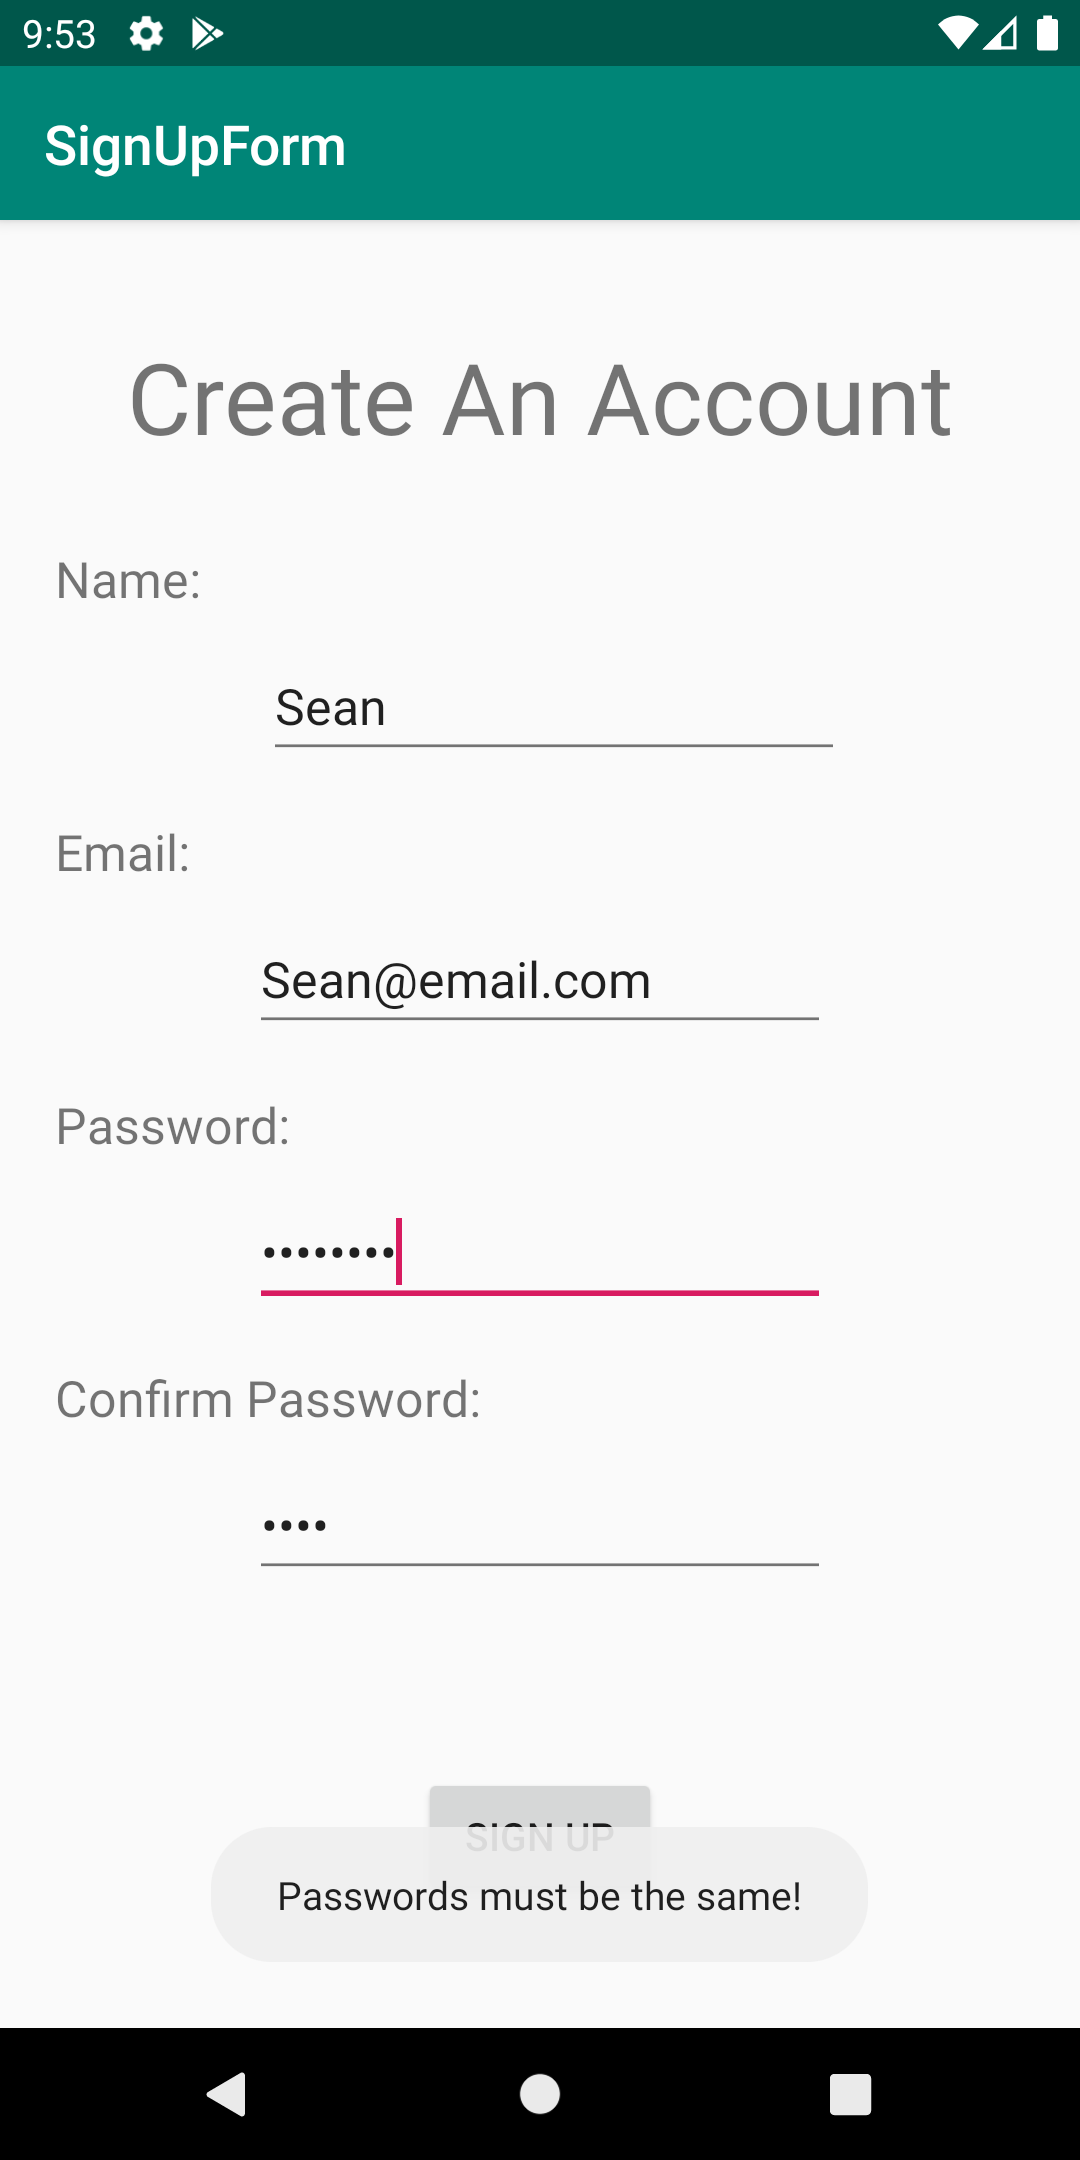 9:53
SignUpForm
Create An Account
Name:
Sean
Email:
Sean@email.com
Password:
••••••••
Confirm Password:
••••
SIGN UP
Passwords must be the same!